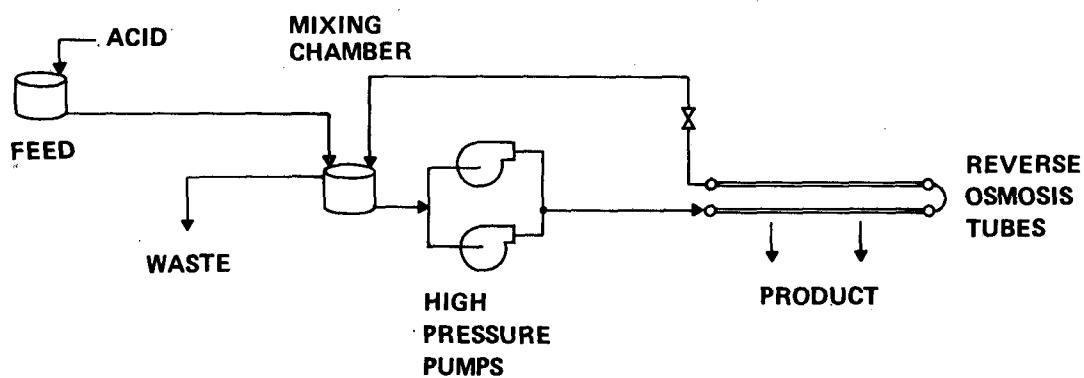 ACID
MIXING
CHAMBER
FEED
REVERSE
OSMOSIS
TUBES
WASTE
PRODUCT
HIGH
PRESSURE
PUMPS